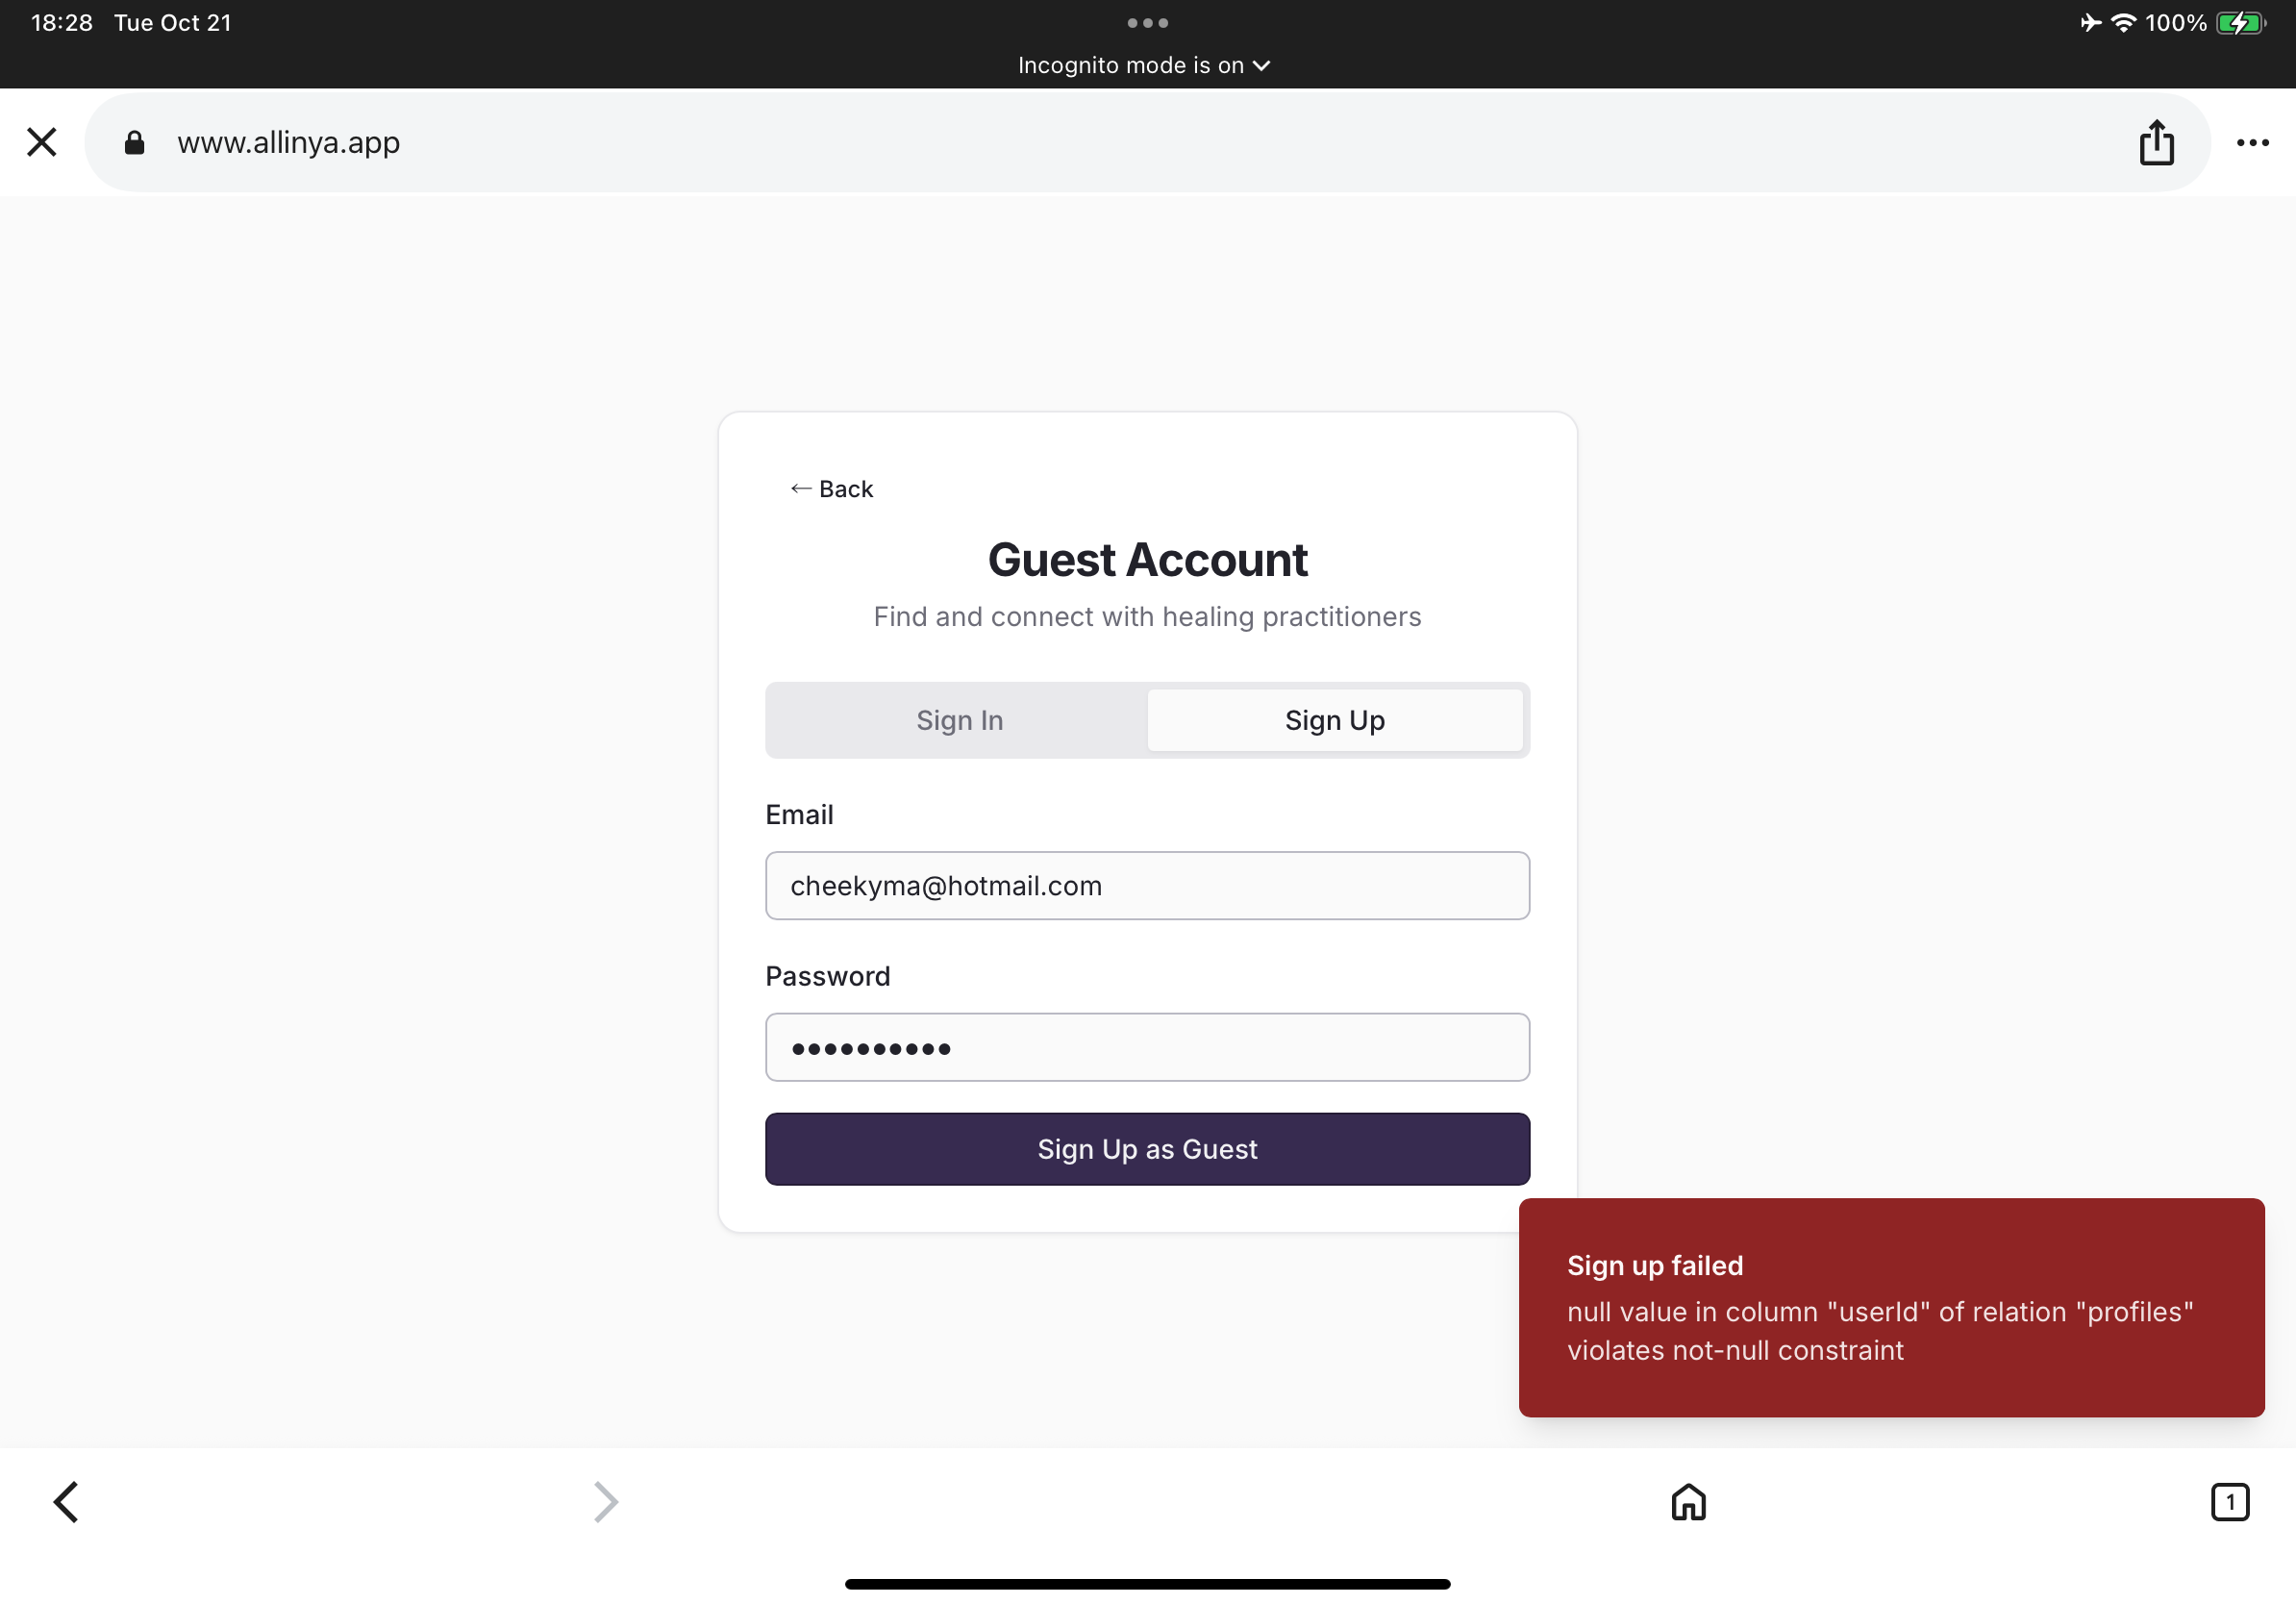 18:28 Tue Oct 21
100%
Incognito mode is on
www.allinya.app
← Back
Guest Account
Find and connect with healing practitioners
Sign In
Sign Up
Email
cheekyma@hotmail.com
Password
••••••••••
Sign Up as Guest
Sign up failed
null value in column "userId" of relation "profiles"
violates not-null constraint
1